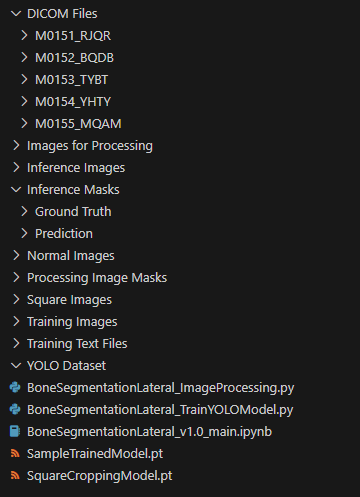 DICOM Files
M0151_RJQR
M0152_BQDB
M0153_TYBT
M0154_YHTY
M0155_MQAM
Images for Processing
Inference Images
Inference Masks
Ground Truth
Prediction
Normal Images
Processing Image Masks
Square Images
Training Images
Training Text Files
YOLO Dataset
BoneSegmentationLateral_ImageProcessing.py
BoneSegmentationLateral_TrainYOLOModel.py
BoneSegmentationLateral_v1.0_main.ipynb
SampleTrainedModel.pt
SquareCroppingModel.pt